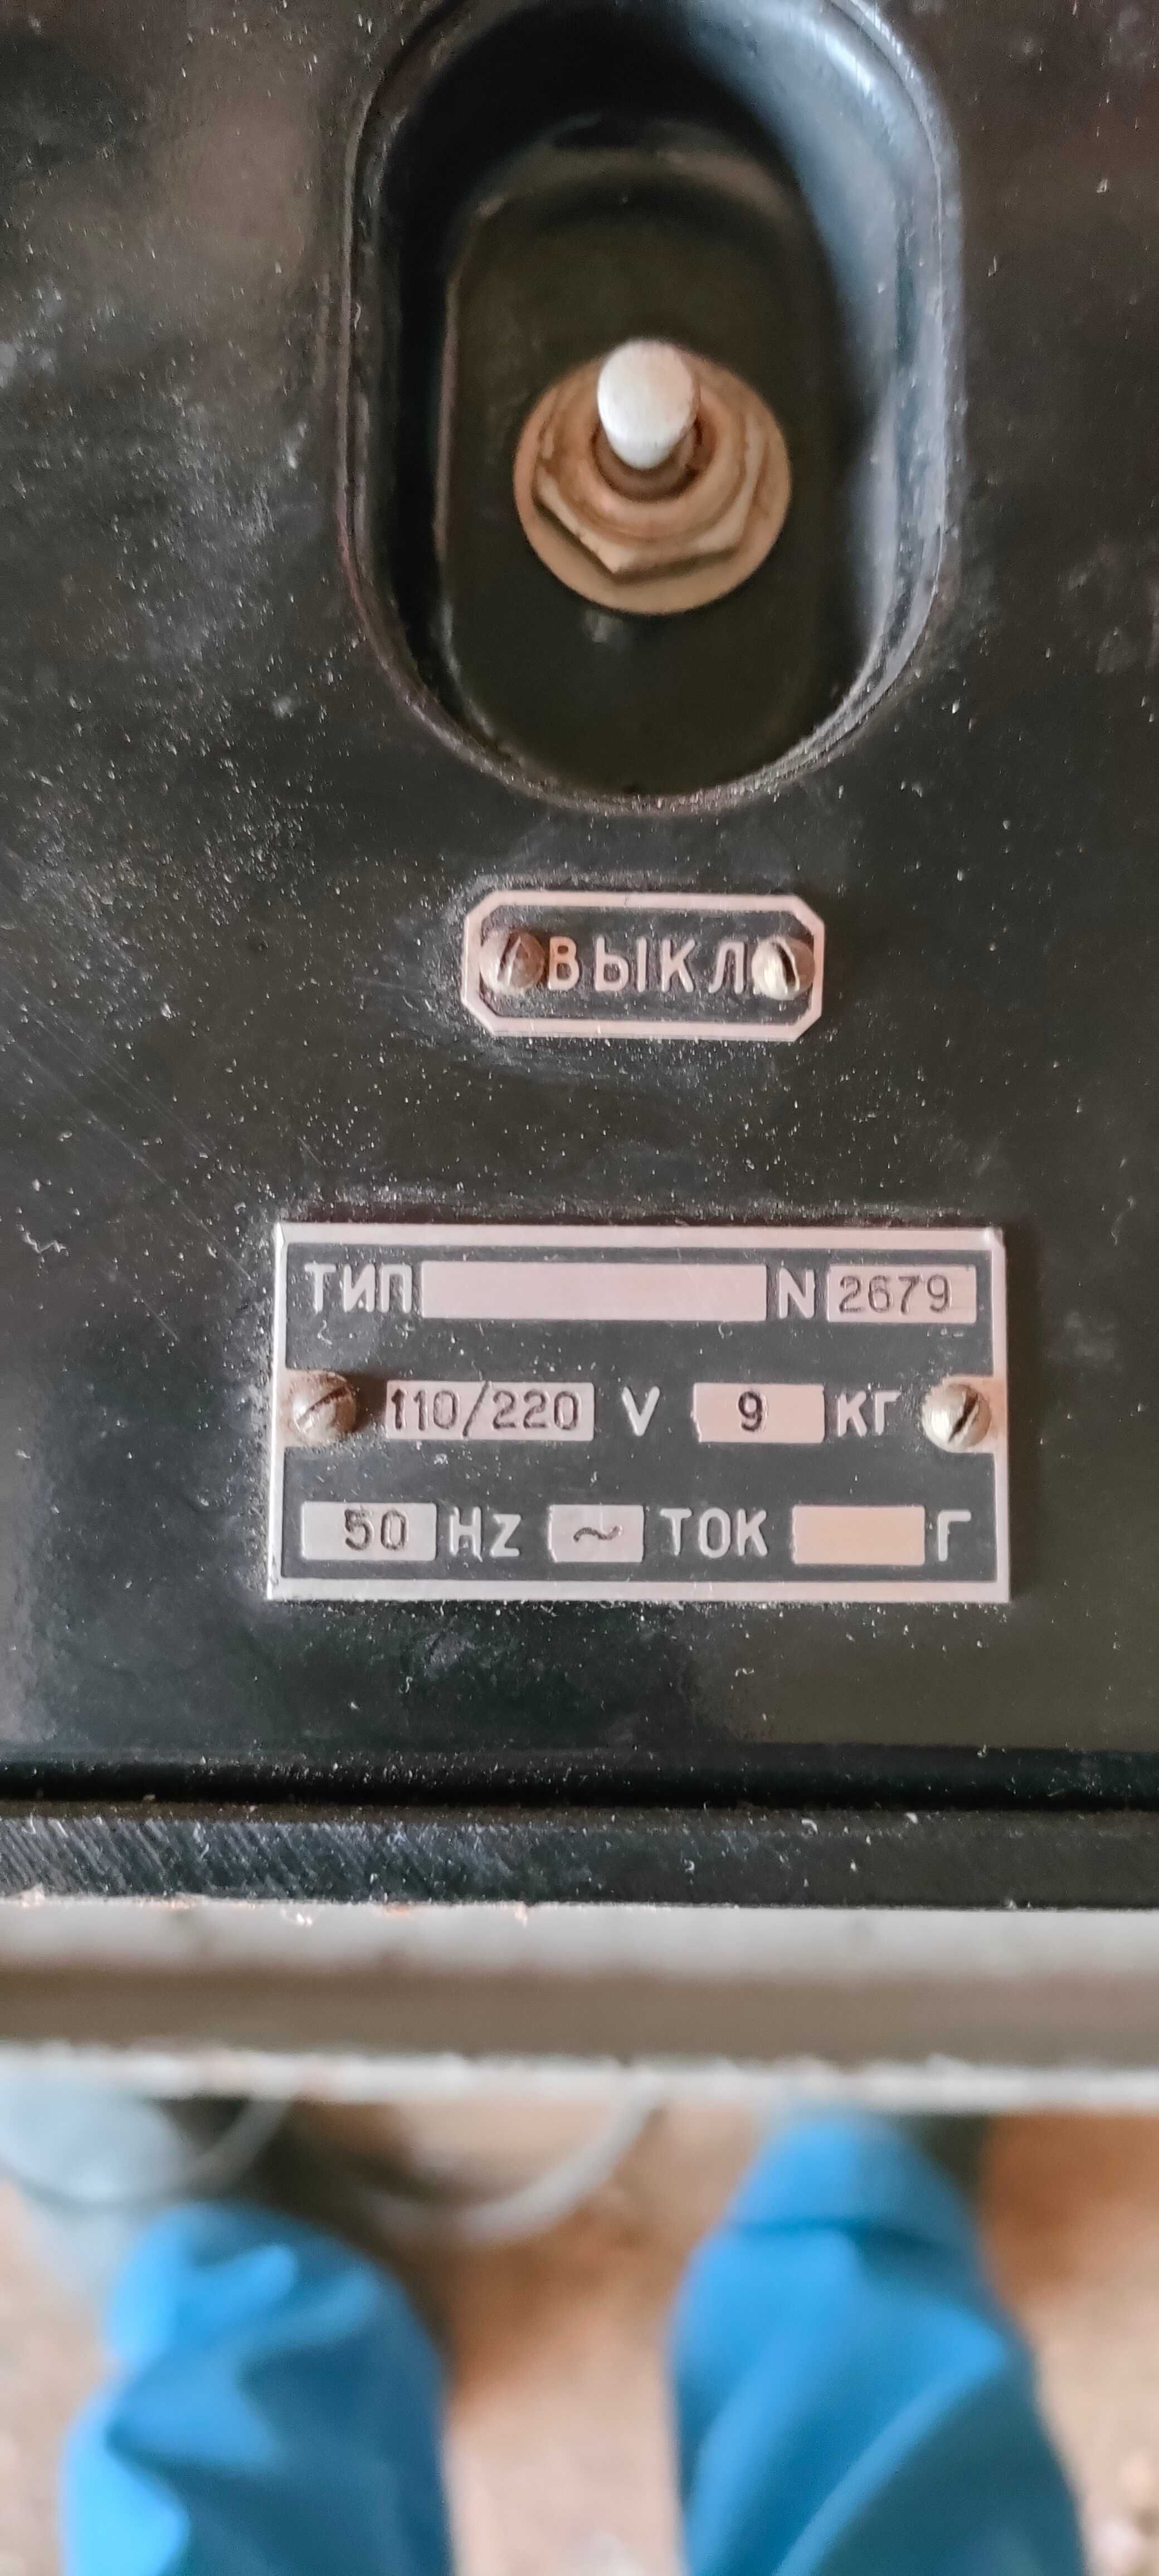 ВЫКЛ
ТИП N 2679
110/220 V 9 КГ
50 Hz ~ ТОК Г